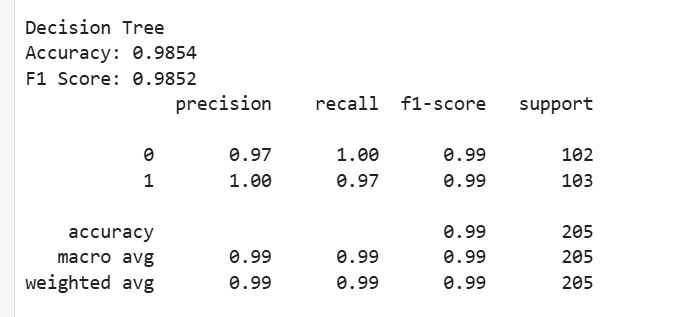 Decision Tree
Accuracy: 0.9854
F1 Score: 0.9852
precision recall f1-score support
0 0.97 1.00 0.99 102
1 1.00 0.97 0.99 103
accuracy 0.99 205
macro avg 0.99 0.99 0.99 205
weighted avg 0.99 0.99 0.99 205